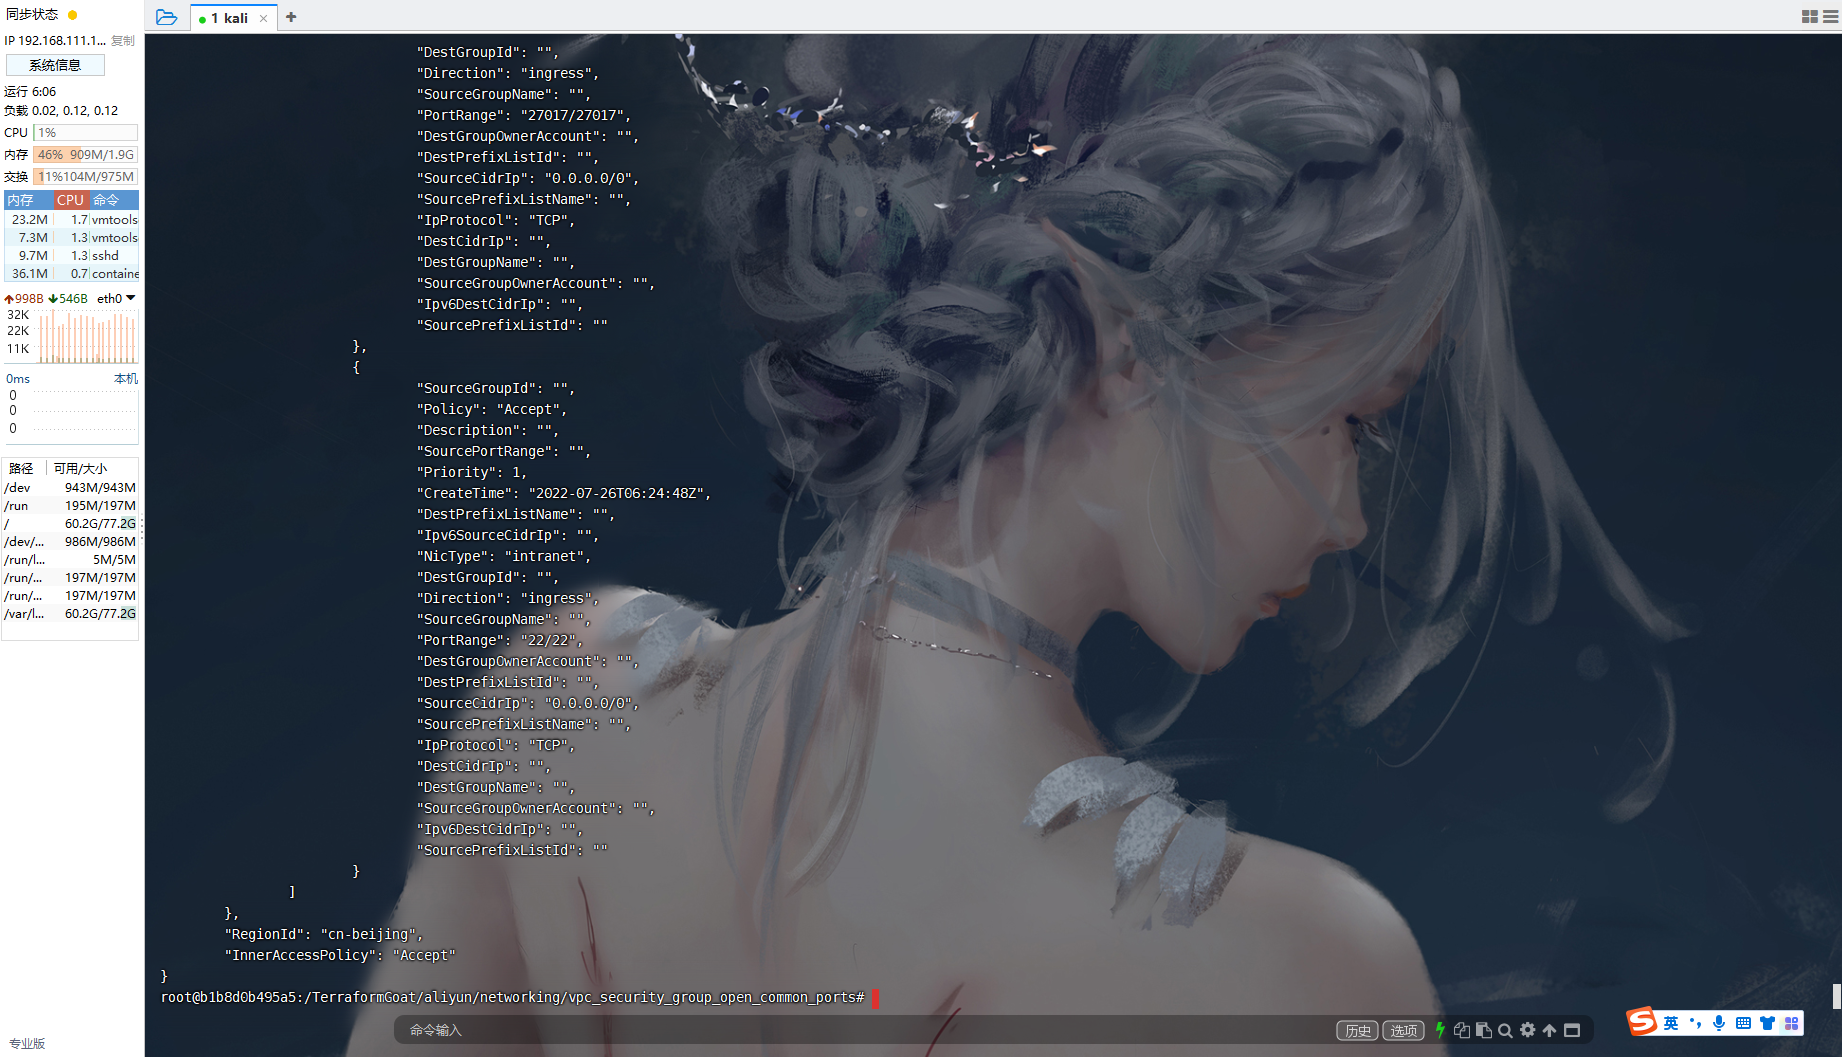 同步状态
IP 192.168.111.1... 复制
系统信息
运行 6:06
负载 0.02, 0.12, 0.12
CPU 1%
内存 46% 909M/1.9G
交换 11% 104M/975M
内存 CPU 命令
23.2M 1.7 vmtools
7.3M 1.3 vmtools
9.7M 1.3 sshd
36.1M 0.7 containe
998B 546B eth0
32K
22K
11K
0ms 本机
0
0
0
路径 可用/大小
/dev 943M/943M
/run 195M/197M
/ 60.2G/77.2G
/dev/... 986M/986M
/run/l... 5M/5M
/run/... 197M/197M
/run/... 197M/197M
/var/l... 60.2G/77.2G
专业版
1 kali
"DestGroupId": "",
"Direction": "ingress",
"SourceGroupName": "",
"PortRange": "27017/27017",
"DestGroupOwnerAccount": "",
"DestPrefixListId": "",
"SourceCidrIp": "0.0.0.0/0",
"SourcePrefixListName": "",
"IpProtocol": "TCP",
"DestCidrIp": "",
"DestGroupName": "",
"SourceGroupOwnerAccount": "",
"Ipv6DestCidrIp": "",
"SourcePrefixListId": ""
},
{
"SourceGroupId": "",
"Policy": "Accept",
"Description": "",
"SourcePortRange": "",
"Priority": 1,
"CreateTime": "2022-07-26T06:24:48Z",
"DestPrefixListName": "",
"Ipv6SourceCidrIp": "",
"NicType": "intranet",
"DestGroupId": "",
"Direction": "ingress",
"SourceGroupName": "",
"PortRange": "22/22",
"DestGroupOwnerAccount": "",
"DestPrefixListId": "",
"SourceCidrIp": "0.0.0.0/0",
"SourcePrefixListName": "",
"IpProtocol": "TCP",
"DestCidrIp": "",
"DestGroupName": "",
"SourceGroupOwnerAccount": "",
"Ipv6DestCidrIp": "",
"SourcePrefixListId": ""
}
]
},
"RegionId": "cn-beijing",
"InnerAccessPolicy": "Accept"
}
root@b1b8d0b495a5:/TerraformGoat/aliyun/networking/vpc_security_group_open_common_ports#
命令输入
历史 选项
S 英